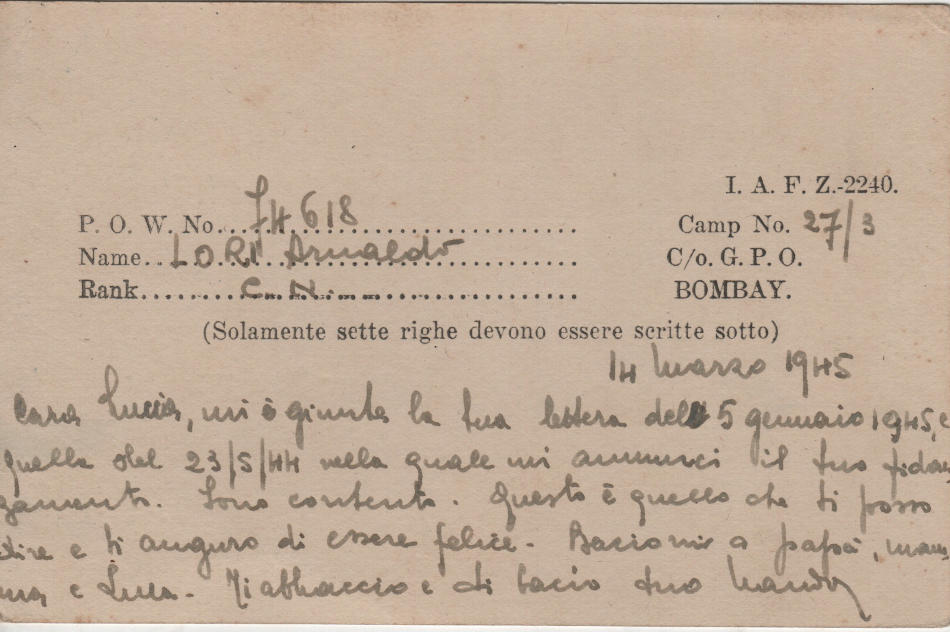 I. A. F. Z.-2240.
P. O. W. No. 74618 Camp No. 27/3
Name LORI Arnaldo C/o. G. P. O.
Rank C. N. BOMBAY.
(Solamente sette righe devono essere scritte sotto)
14 Marzo 1945
Cara Lucia, mi è giunta la tua lettera del 5 gennaio 1945, e
quella del 23/5/44 nella quale mi annunci il tuo fidan
zamento. Sono contento. Questo è quello che ti posso
dire e ti auguro di essere felice. Bacioni a papà, mam
ma e Luca. Ti abbraccio e ti bacio tuo